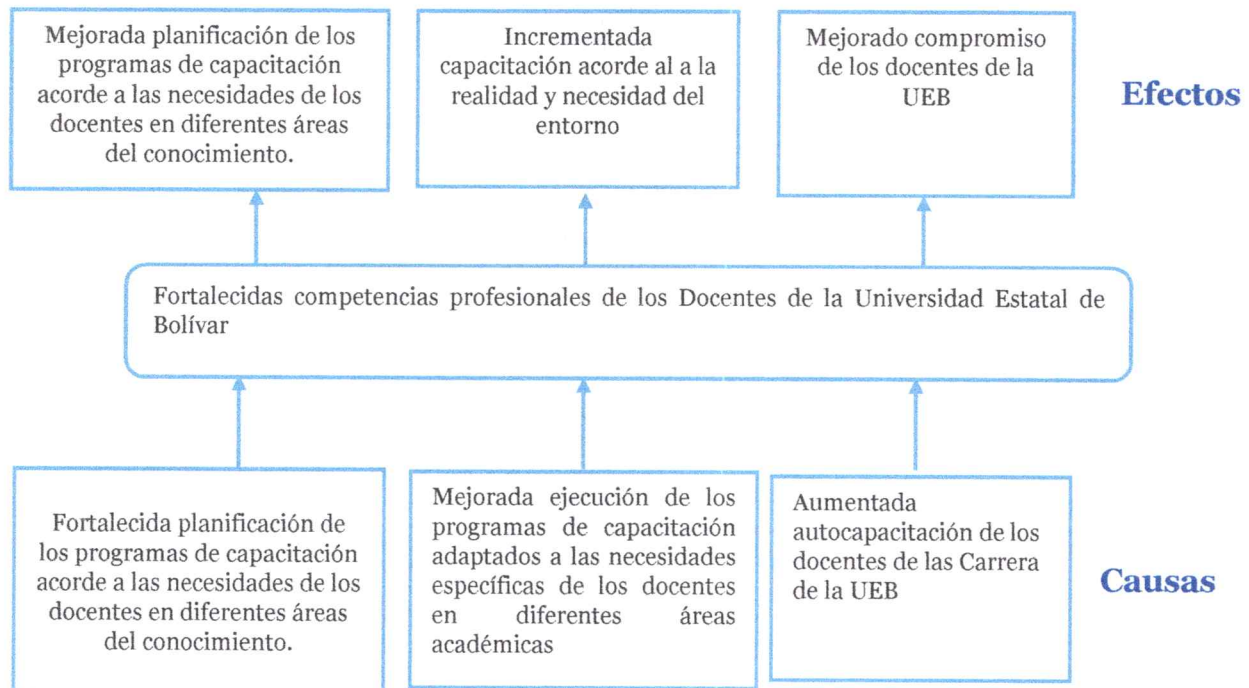 Mejorada planificación de los
programas de capacitación
acorde a las necesidades de los
docentes en diferentes áreas
del conocimiento.
Incrementada
capacitación acorde al a la
realidad y necesidad del
entorno
Mejorado compromiso
de los docentes de la
UEB
Efectos
Fortalecidas competencias profesionales de los Docentes de la Universidad Estatal de
Bolívar
Fortalecida planificación de
los programas de capacitación
acorde a las necesidades de los
docentes en diferentes áreas
del conocimiento.
Mejorada ejecución de los
programas de capacitación
adaptados a las necesidades
específicas de los docentes
en diferentes áreas
académicas
Aumentada
autocapacitación de los
docentes de las Carrera
de la UEB
Causas